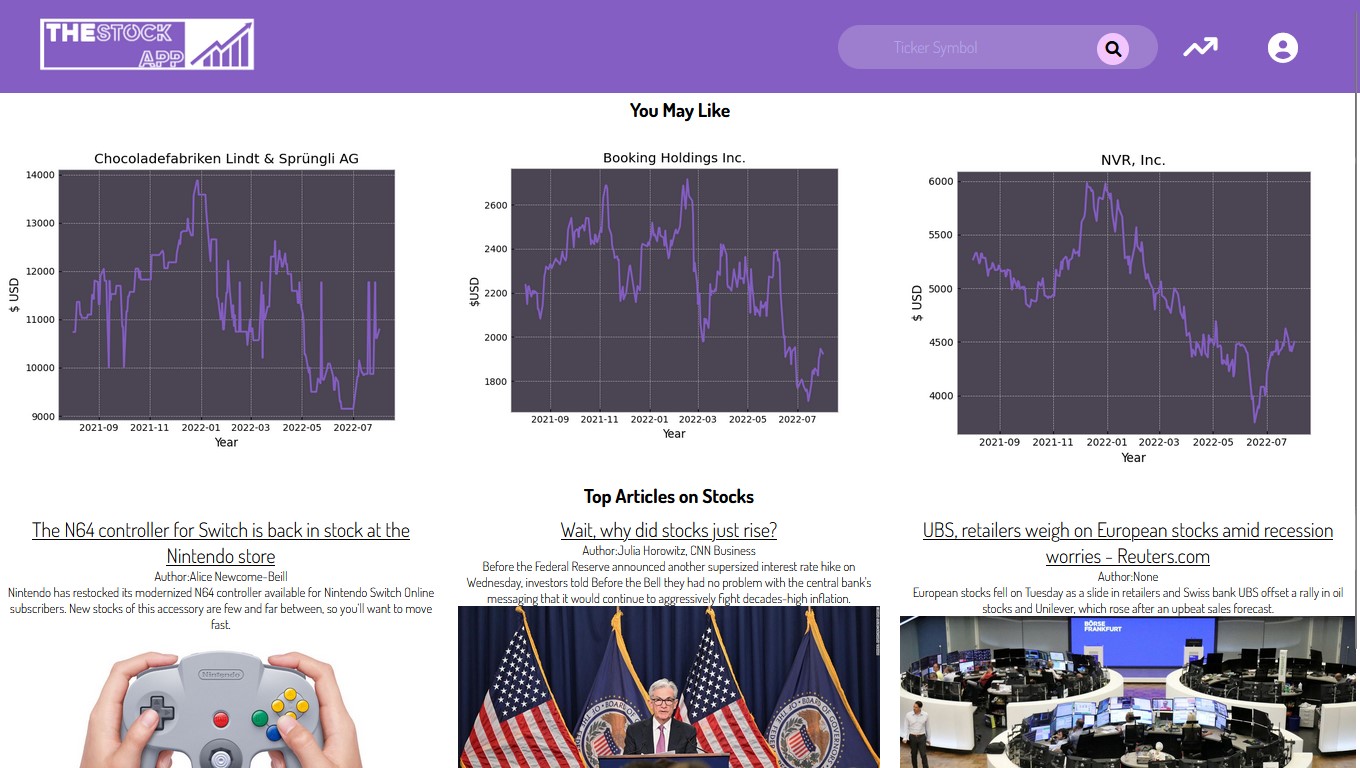 THESTOCK
APP
Ticker Symbol
You May Like
Chocoladefabriken Lindt & Sprüngli AG
14000
13000
12000
11000
10000
9000
$ USD
2021-09 2021-11 2022-01 2022-03 2022-05 2022-07
Year
Booking Holdings Inc.
2600
2400
2200
2000
1800
$USD
2021-09 2021-11 2022-01 2022-03 2022-05 2022-07
Year
NVR, Inc.
6000
5500
5000
4500
4000
$ USD
2021-09 2021-11 2022-01 2022-03 2022-05 2022-07
Year
Top Articles on Stocks
The N64 controller for Switch is back in stock at the
Nintendo store
Author:Alice Newcome-Beill
Nintendo has restocked its modernized N64 controller available for Nintendo Switch Online
subscribers. New stocks of this accessory are few and far between, so you'll want to move
fast.
Nintendo
Wait, why did stocks just rise?
Author:Julia Horowitz, CNN Business
Before the Federal Reserve announced another supersized interest rate hike on
Wednesday, investors told Before the Bell they had no problem with the central bank's
messaging that it would continue to aggressively fight decades-high inflation.
UBS, retailers weigh on European stocks amid recession
worries - Reuters.com
Author:None
European stocks fell on Tuesday as a slide in retailers and Swiss bank UBS offset a rally in oil
stocks and Unilever, which rose after an upbeat sales forecast.
BÖRSE
FRANKFURT